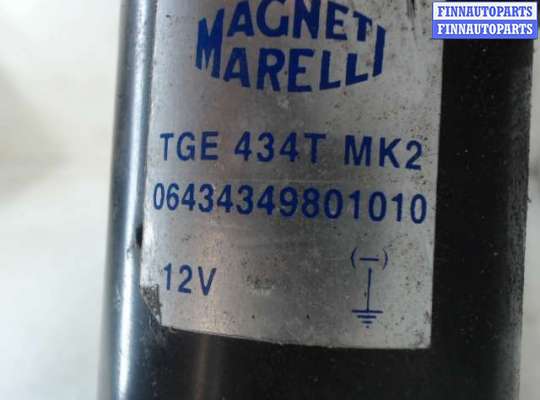 FINNAUTOPARTS
FINNAUTOPARTS
MAGNETI
MARELLI
TGE 434T MK2
06434349801010
12V
(-)